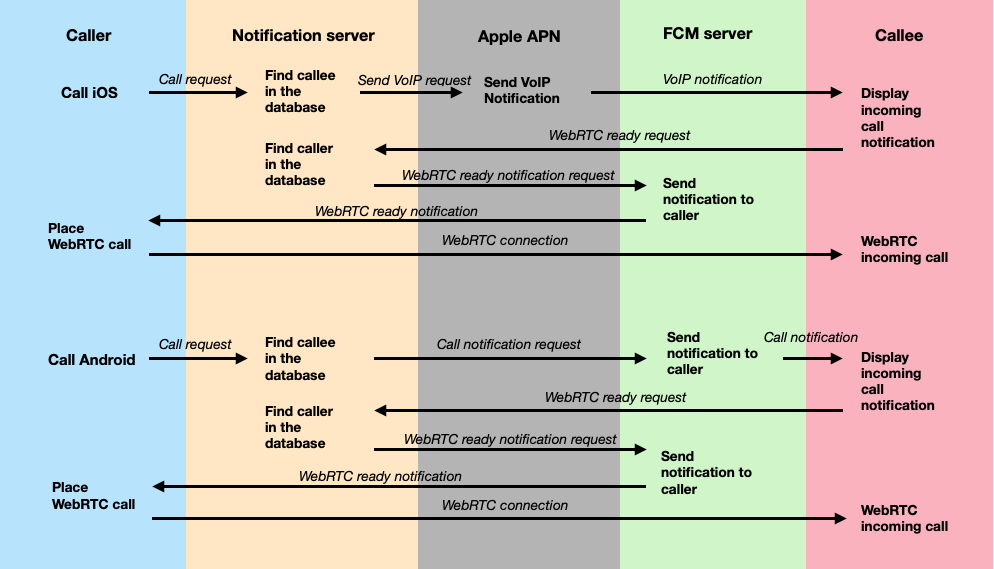 Caller
Notification server
Apple APN
FCM server
Callee
Call iOS
Call request
Find callee
in the
database
Send VoIP request
Send VoIP
Notification
VoIP notification
Display
incoming
call
notification
WebRTC ready request
Find caller
in the
database
WebRTC ready notification request
Send
notification to
caller
WebRTC ready notification
Place
WebRTC call
WebRTC connection
WebRTC
incoming call
Call Android
Call request
Find callee
in the
database
Call notification request
Send
notification to
caller
Call notification
Display
incoming
call
notification
WebRTC ready request
Find caller
in the
database
WebRTC ready notification request
Send
notification to
caller
WebRTC ready notification
Place
WebRTC call
WebRTC connection
WebRTC
incoming call